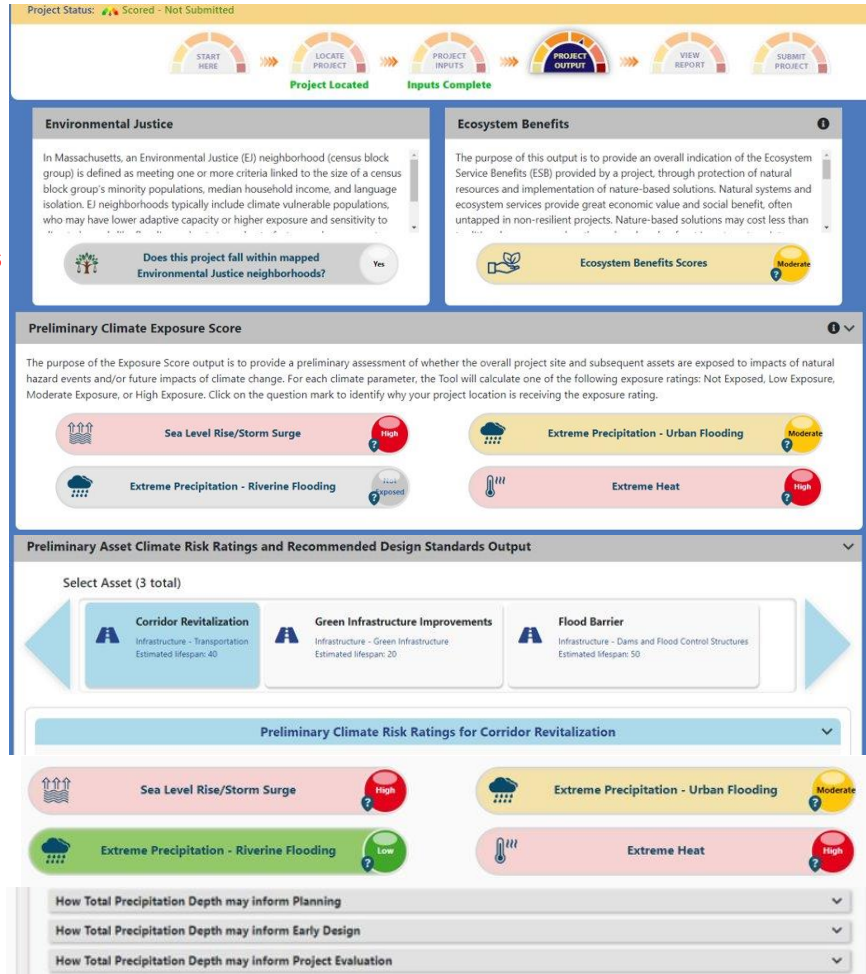 Project Status: Scored - Not Submitted
START HERE
LOCATE PROJECT
PROJECT INPUTS
PROJECT OUTPUT
VIEW REPORT
SUBMIT PROJECT
Project Located
Inputs Complete
Environmental Justice
In Massachusetts, an Environmental Justice (EJ) neighborhood (census block
group) is defined as meeting one or more criteria linked to the size of a census
block group's minority populations, median household income, and language
isolation. EJ neighborhoods typically include climate vulnerable populations,
who may have lower adaptive capacity or higher exposure and sensitivity to
Does this project fall within mapped
Environmental Justice neighborhoods?
Yes
Ecosystem Benefits
The purpose of this output is to provide an overall indication of the Ecosystem
Service Benefits (ESB) provided by a project, through protection of natural
resources and implementation of nature-based solutions. Natural systems and
ecosystem services provide great economic value and social benefit, often
untapped in non-resilient projects. Nature-based solutions may cost less than
Ecosystem Benefits Scores
Moderate
Preliminary Climate Exposure Score
The purpose of the Exposure Score output is to provide a preliminary assessment of whether the overall project site and subsequent assets are exposed to impacts of natural
hazard events and/or future impacts of climate change. For each climate parameter, the Tool will calculate one of the following exposure ratings: Not Exposed, Low Exposure,
Moderate Exposure, or High Exposure. Click on the question mark to identify why your
project location is receiving the exposure rating.
Sea Level Rise/Storm Surge
High
Extreme Precipitation - Urban Flooding
Moderate
Extreme Precipitation - Riverine Flooding
Exposed
Extreme Heat
High
Preliminary Asset Climate Risk Ratings and Recommended Design Standards Output
Select Asset (3 total)
Corridor Revitalization
Infrastructure - Transportation
Estimated lifespan: 40
Green Infrastructure Improvements
Infrastructure - Green Infrastructure
Estimated lifespan: 20
Flood Barrier
Infrastructure - Dams and Flood Control Structures
Estimated lifespan: 50
Preliminary Climate Risk Ratings for Corridor Revitalization
Sea Level Rise/Storm Surge
High
Extreme Precipitation - Urban Flooding
Moderate
Extreme Precipitation - Riverine Flooding
Low
Extreme Heat
High
How Total Precipitation Depth may inform Planning
How Total Precipitation Depth may inform Early Design
How Total Precipitation Depth may inform Project Evaluation